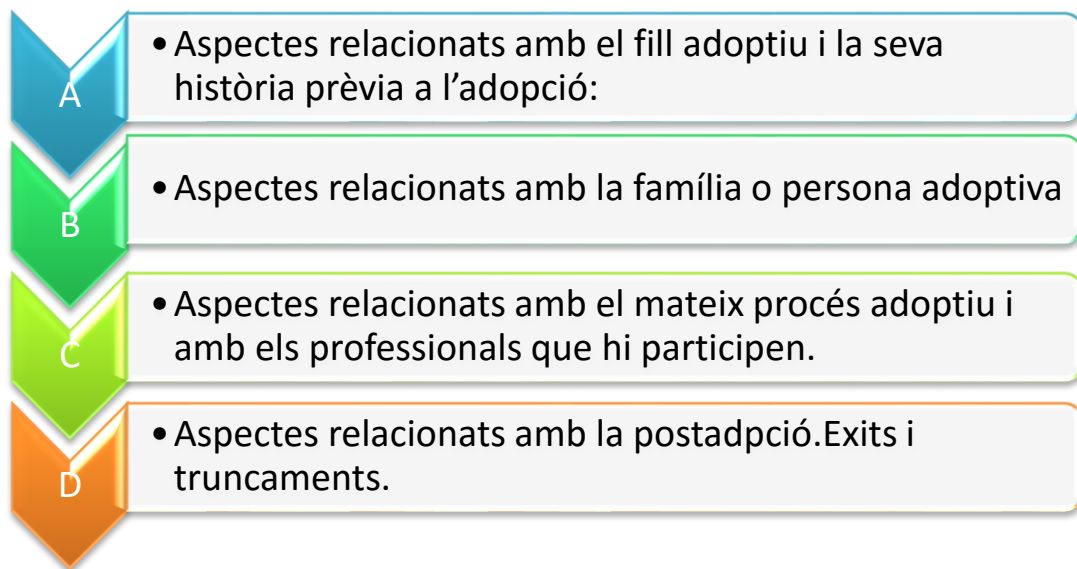 A
• Aspectes relacionats amb el fill adoptiu i la seva
història prèvia a l’adopció:
B
• Aspectes relacionats amb la família o persona adoptiva
C
• Aspectes relacionats amb el mateix procés adoptiu i
amb els professionals que hi participen.
D
• Aspectes relacionats amb la postadpció.Exits i
truncaments.